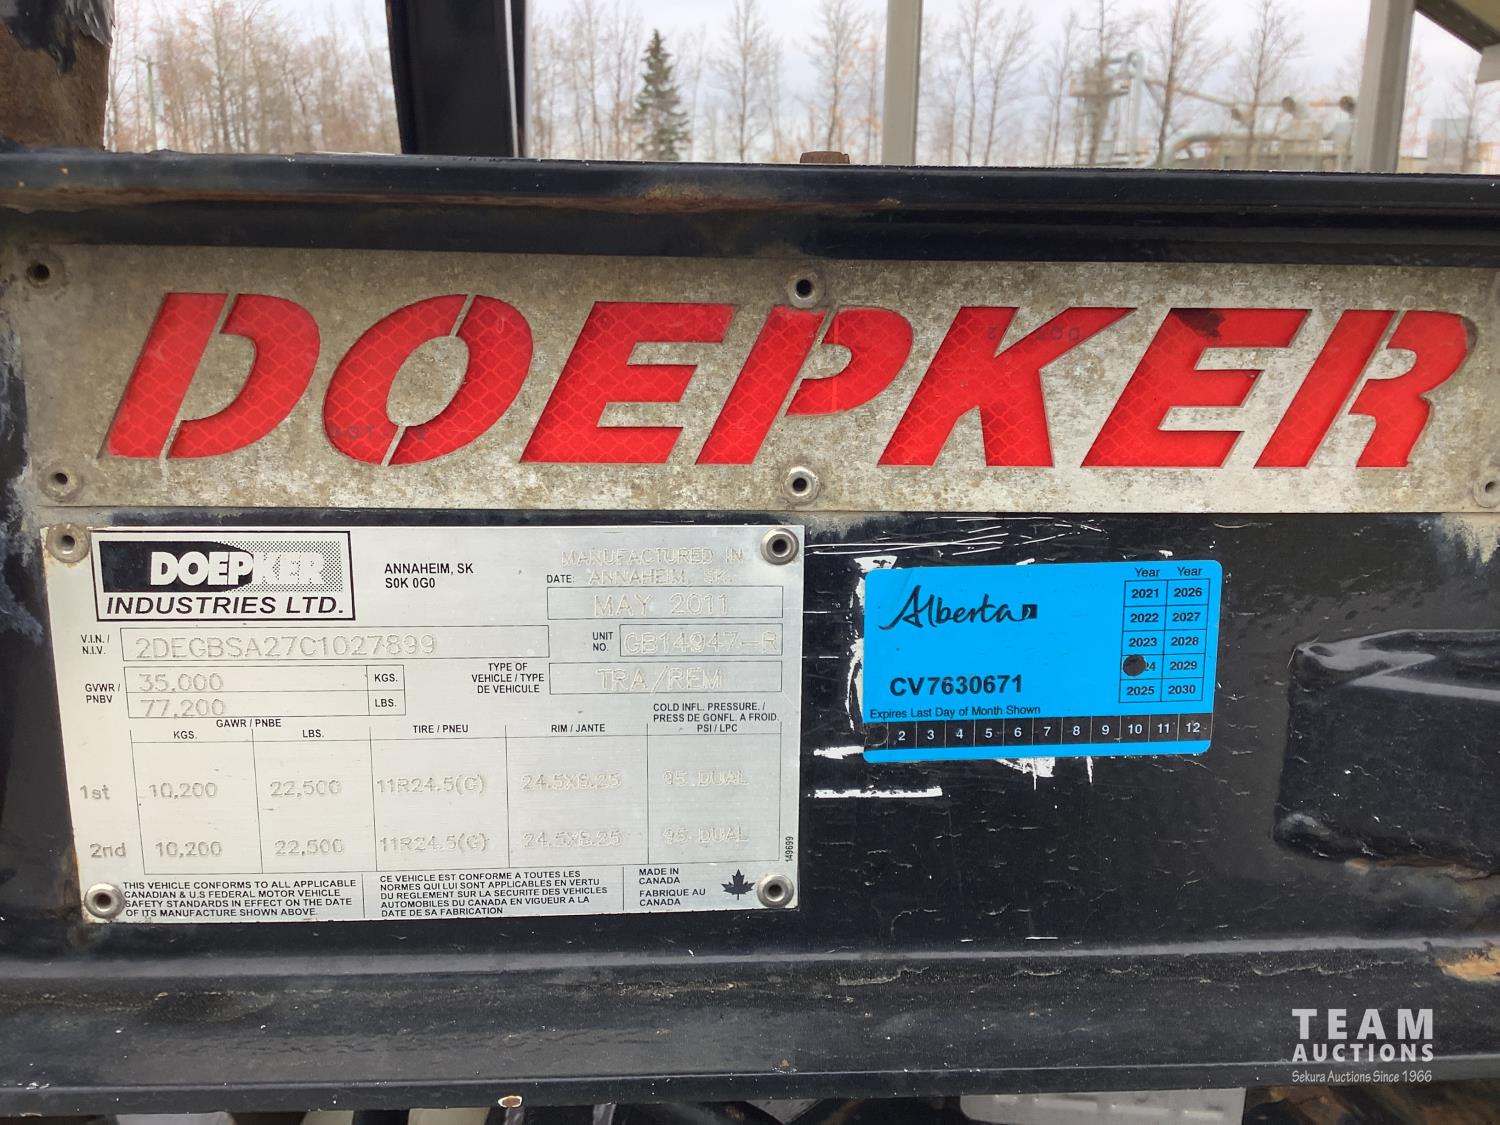 DOEPKER
DOEPKER
INDUSTRIES LTD.
ANNAHEIM, SK
S0K 0G0
MANUFACTURED IN
DATE: ANNAHEIM, SK.
MAY 2011
V.I.N. /
N.I.V.
2DEGBSA27C1027899
UNIT
NO.
GB14947-R
GVWR /
PNBV
35,000 KGS.
77,200 LBS.
TYPE OF
VEHICLE / TYPE
DE VEHICULE
TRA/REM
GAWR / PNBE
KGS. LBS.
TIRE / PNEU
RIM / JANTE
COLD INFL. PRESSURE. /
PRESS DE GONFL. A FROID.
PSI / LPC
1st 10,200 22,500 11R24.5(G) 24.5X8.25 95 DUAL
2nd 10,200 22,500 11R24.5(G) 24.5X8.25 95 DUAL
149699
THIS VEHICLE CONFORMS TO ALL APPLICABLE
CANADIAN & U.S FEDERAL MOTOR VEHICLE
SAFETY STANDARDS IN EFFECT ON THE DATE
OF ITS MANUFACTURE SHOWN ABOVE.
CE VEHICLE EST CONFORME A TOUTES LES
NORMES QUI LUI SONT APPLICABLES EN VERTU
DU REGLEMENT SUR LA SECURITE DES VEHICLES
AUTOMOBILES DU CANADA EN VIGUEUR A LA
DATE DE SA FABRICATION
MADE IN
CANADA
FABRIQUE AU
CANADA
Alberta
Year Year
2021 2026
2022 2027
2023 2028
24 2029
2025 2030
CV7630671
Expires Last Day of Month Shown
2 3 4 5 6 7 8 9 10 11 12
TEAM
AUCTIONS
Sekura Auctions Since 1966